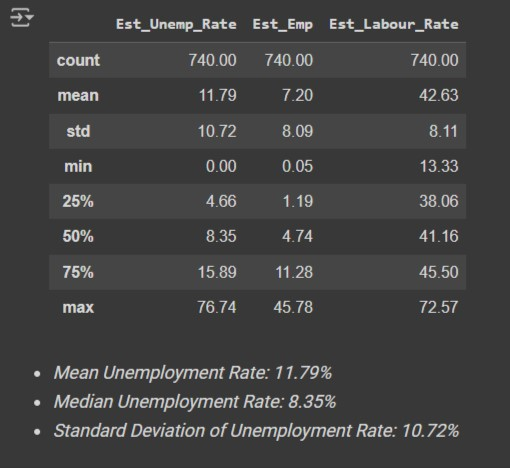 Est_Unemp_Rate Est_Emp Est_Labour_Rate
count 740.00 740.00 740.00
mean 11.79 7.20 42.63
std 10.72 8.09 8.11
min 0.00 0.05 13.33
25% 4.66 1.19 38.06
50% 8.35 4.74 41.16
75% 15.89 11.28 45.50
max 76.74 45.78 72.57
• Mean Unemployment Rate: 11.79%
• Median Unemployment Rate: 8.35%
• Standard Deviation of Unemployment Rate: 10.72%